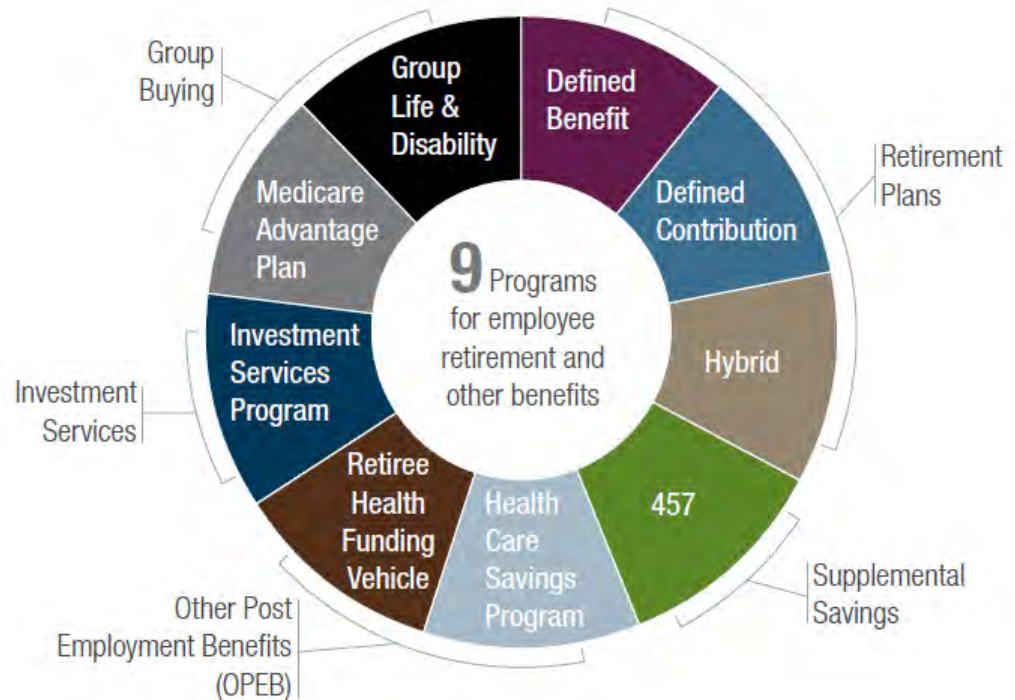 Group
Buying
Group
Life &
Disability
Defined
Benefit
Retirement
Plans
Defined
Contribution
Medicare
Advantage
Plan
9 Programs
for employee
retirement and
other benefits
Hybrid
Investment
Services
Program
Investment
Services
Retiree
Health
Funding
Vehicle
Health
Care
Savings
Program
457
Supplemental
Savings
Other Post
Employment Benefits
(OPEB)